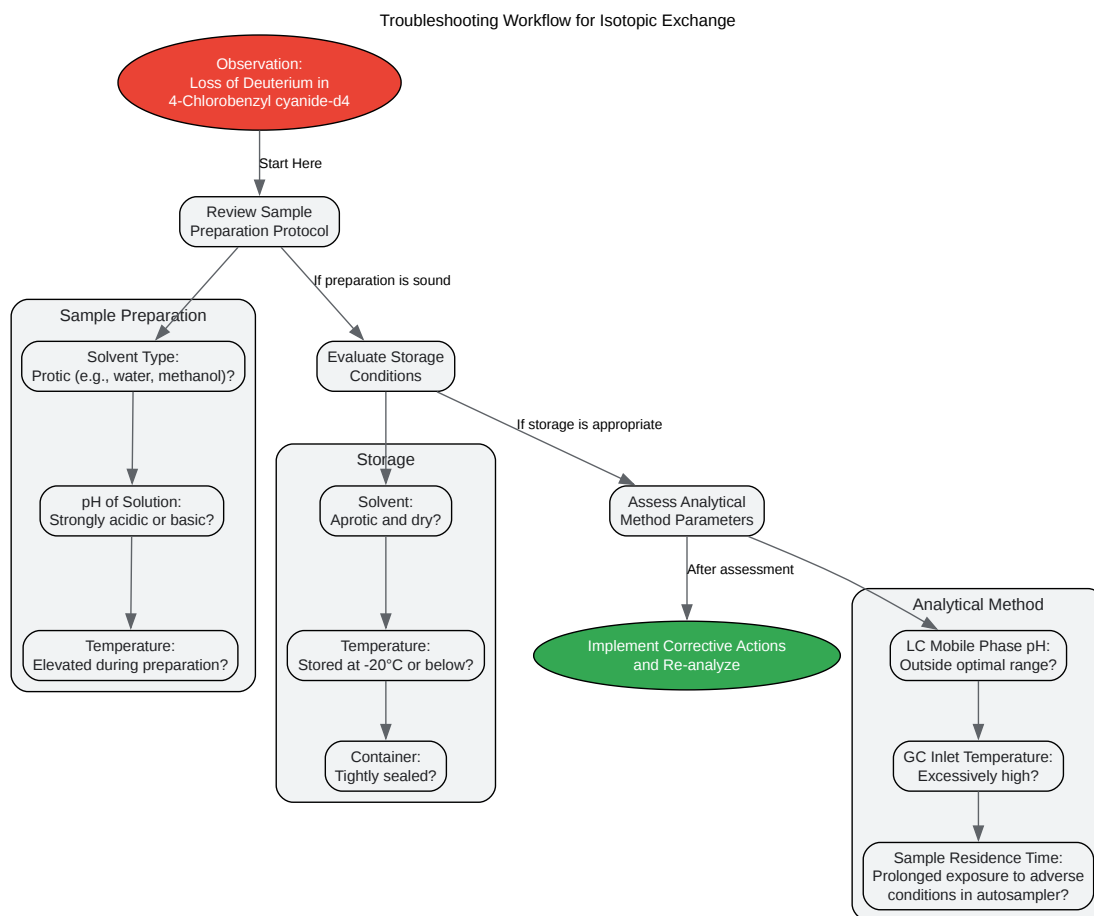 Troubleshooting Workflow for Isotopic Exchange
Observation:
Loss of Deuterium in
4-Chlorobenzyl cyanide-d4
Start Here
Review Sample
Preparation Protocol
If preparation is sound
Sample Preparation
Solvent Type:
Protic (e.g., water, methanol)?
pH of Solution:
Strongly acidic or basic?
Temperature:
Elevated during preparation?
Evaluate Storage
Conditions
If storage is appropriate
Storage
Solvent:
Aprotic and dry?
Temperature:
Stored at -20°C or below?
Container:
Tightly sealed?
Assess Analytical
Method Parameters
After assessment
Implement Corrective Actions
and Re-analyze
Analytical Method
LC Mobile Phase pH:
Outside optimal range?
GC Inlet Temperature:
Excessively high?
Sample Residence Time:
Prolonged exposure to adverse
conditions in autosampler?